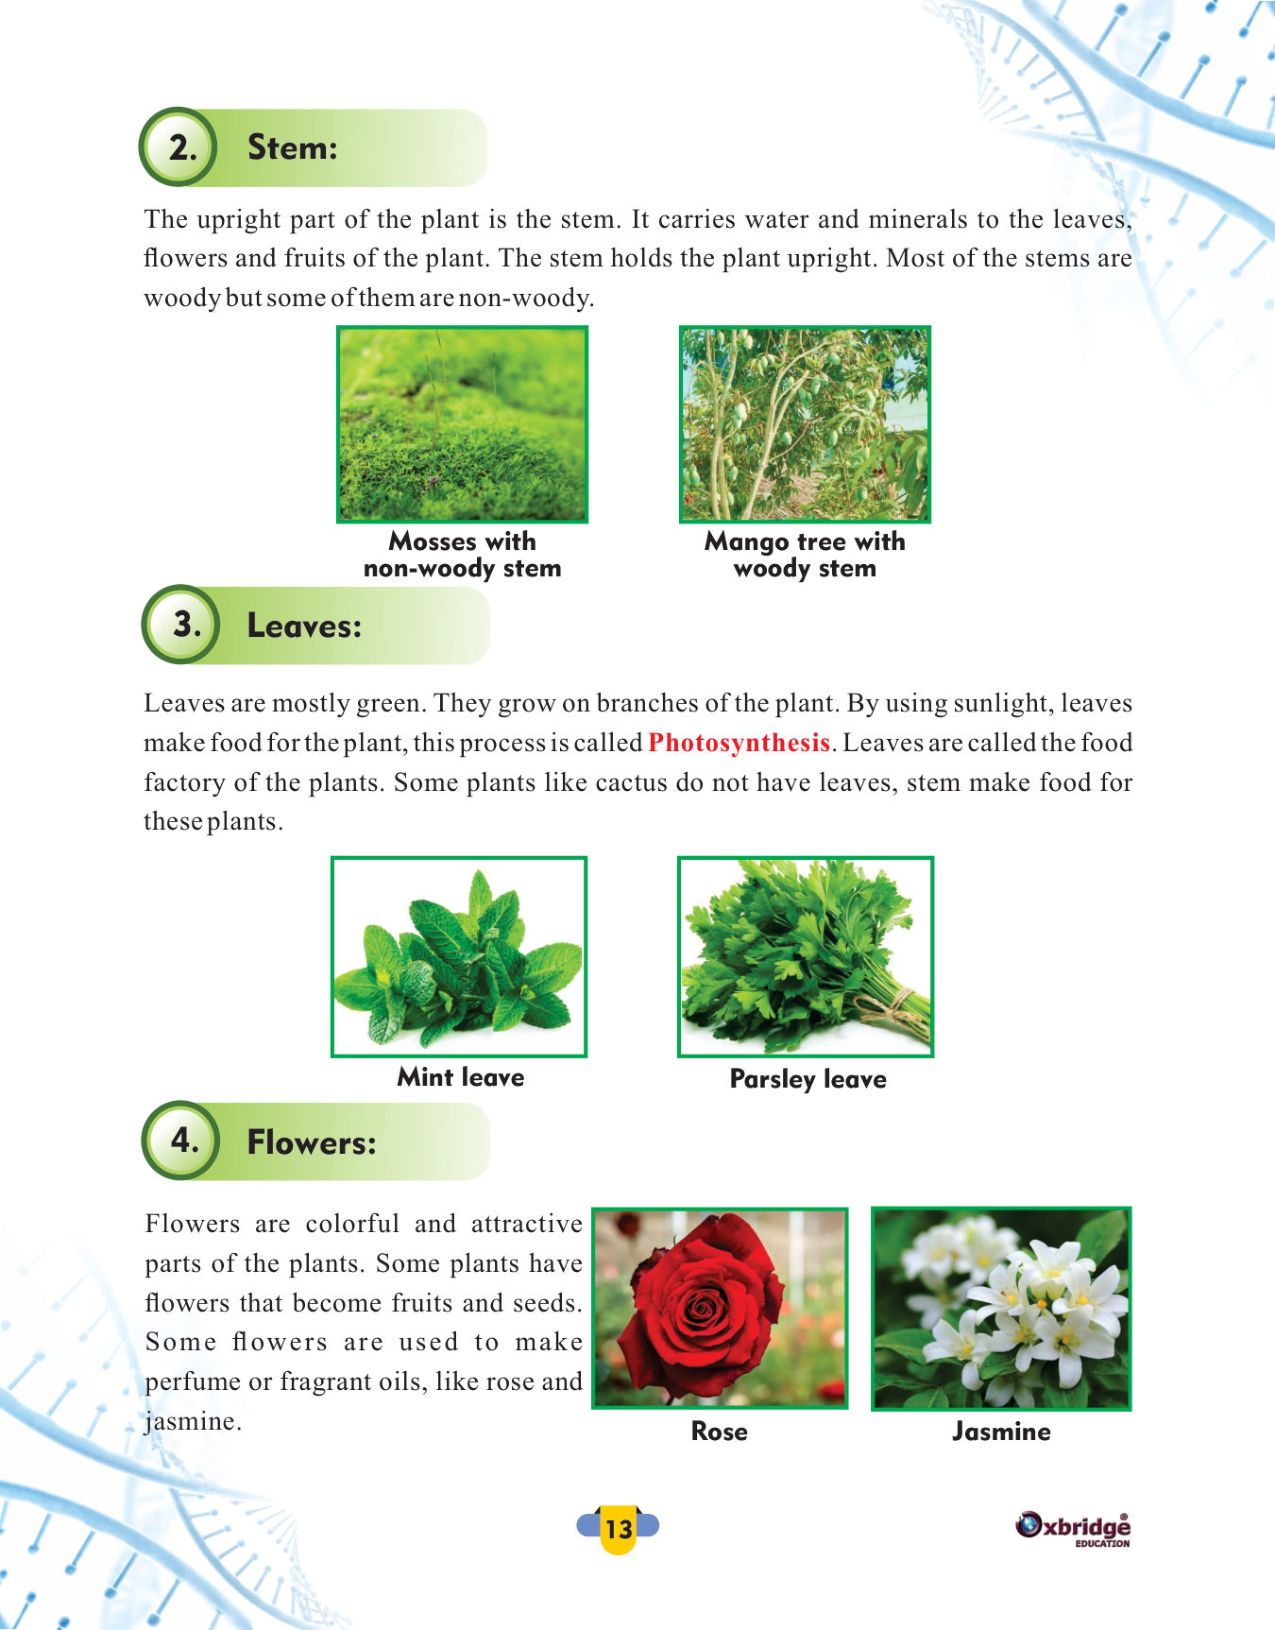 2. Stem:
The upright part of the plant is the stem. It carries water and minerals to the leaves,
flowers and fruits of the plant. The stem holds the plant upright. Most of the stems are
woody but some of them are non-woody.
Mosses with
non-woody stem
Mango tree with
woody stem
3. Leaves:
Leaves are mostly green. They grow on branches of the plant. By using sunlight, leaves
make food for the plant, this process is called Photosynthesis. Leaves are called the food
factory of the plants. Some plants like cactus do not have leaves, stem make food for
these plants.
Mint leave
Parsley leave
4. Flowers:
Flowers are colorful and attractive
parts of the plants. Some plants have
flowers that become fruits and seeds.
Some flowers are used to make
perfume or fragrant oils, like rose and
jasmine.
Rose
Jasmine
13
Oxbridge®
EDUCATION